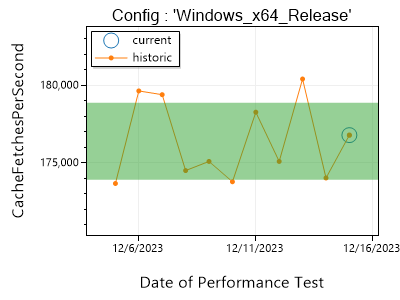 Config : 'Windows_x64_Release'
current
historic
CacheFetchesPerSecond
180,000
175,000
12/6/2023
12/11/2023
12/16/2023
Date of Performance Test